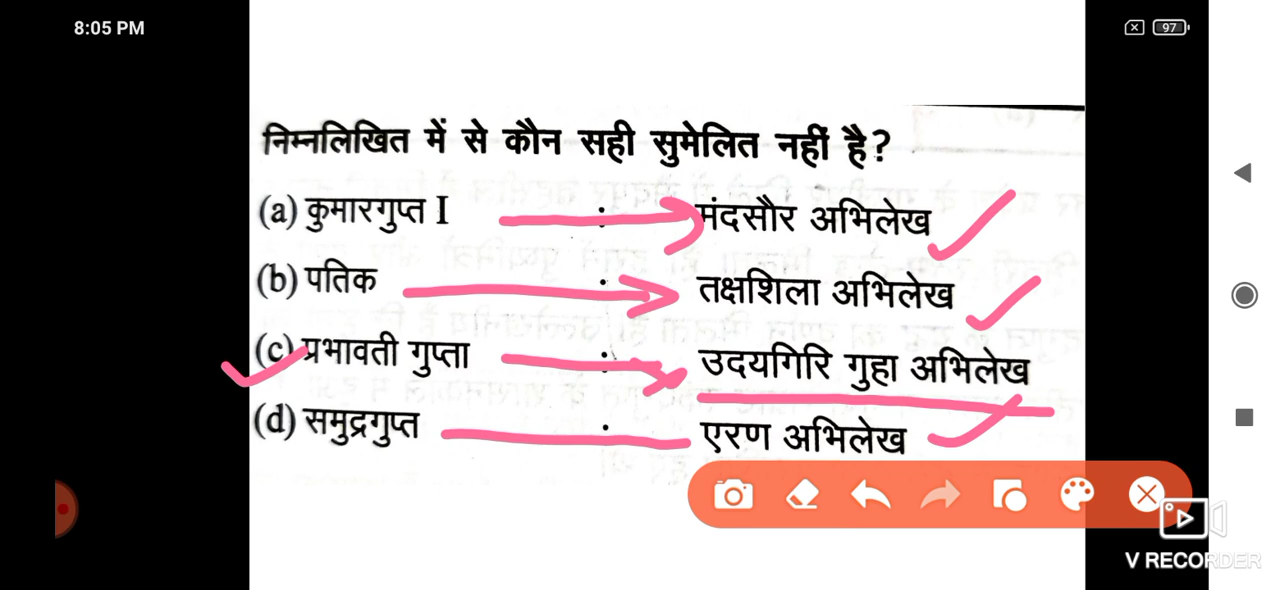 8:05 PM
97
निम्नलिखित में से कौन सही सुमेलित नहीं है?
(a) कुमारगुप्त I : मंदसौर अभिलेख
(b) पतिक : तक्षशिला अभिलेख
(c) प्रभावती गुप्ता : उदयगिरि गुहा अभिलेख
(d) समुद्रगुप्त : एरण अभिलेख
V RECORDER